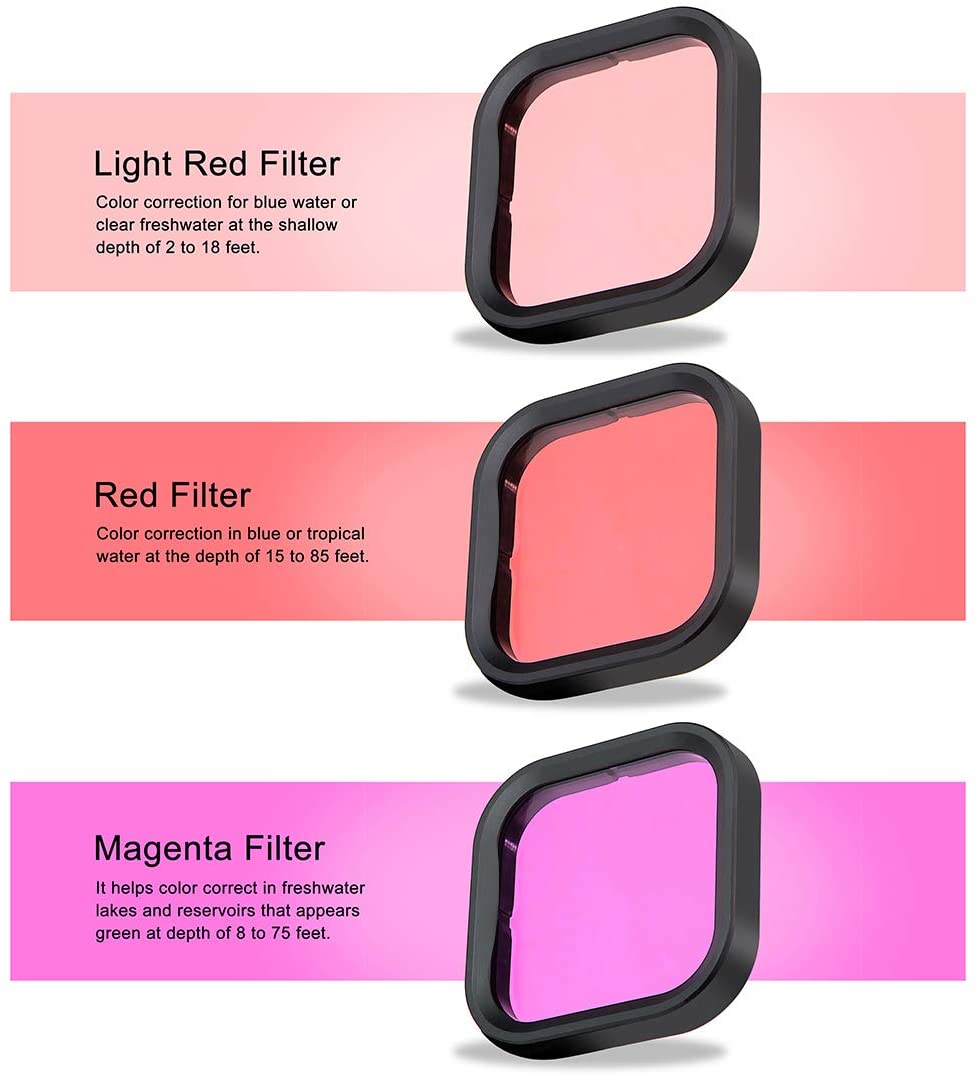 Light Red Filter
Color correction for blue water or
clear freshwater at the shallow
depth of 2 to 18 feet.
Red Filter
Color correction in blue or tropical
water at the depth of 15 to 85 feet.
Magenta Filter
It helps color correct in freshwater
lakes and reservoirs that appears
green at depth of 8 to 75 feet.